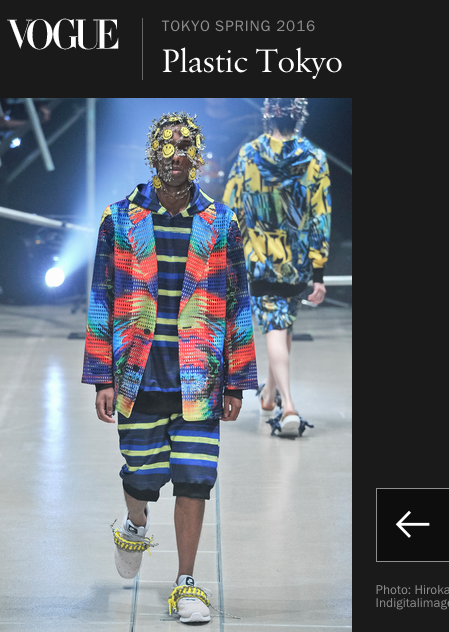 VOGUE
TOKYO SPRING 2016
Plastic Tokyo
Photo: Hiroka
Indigitalimage